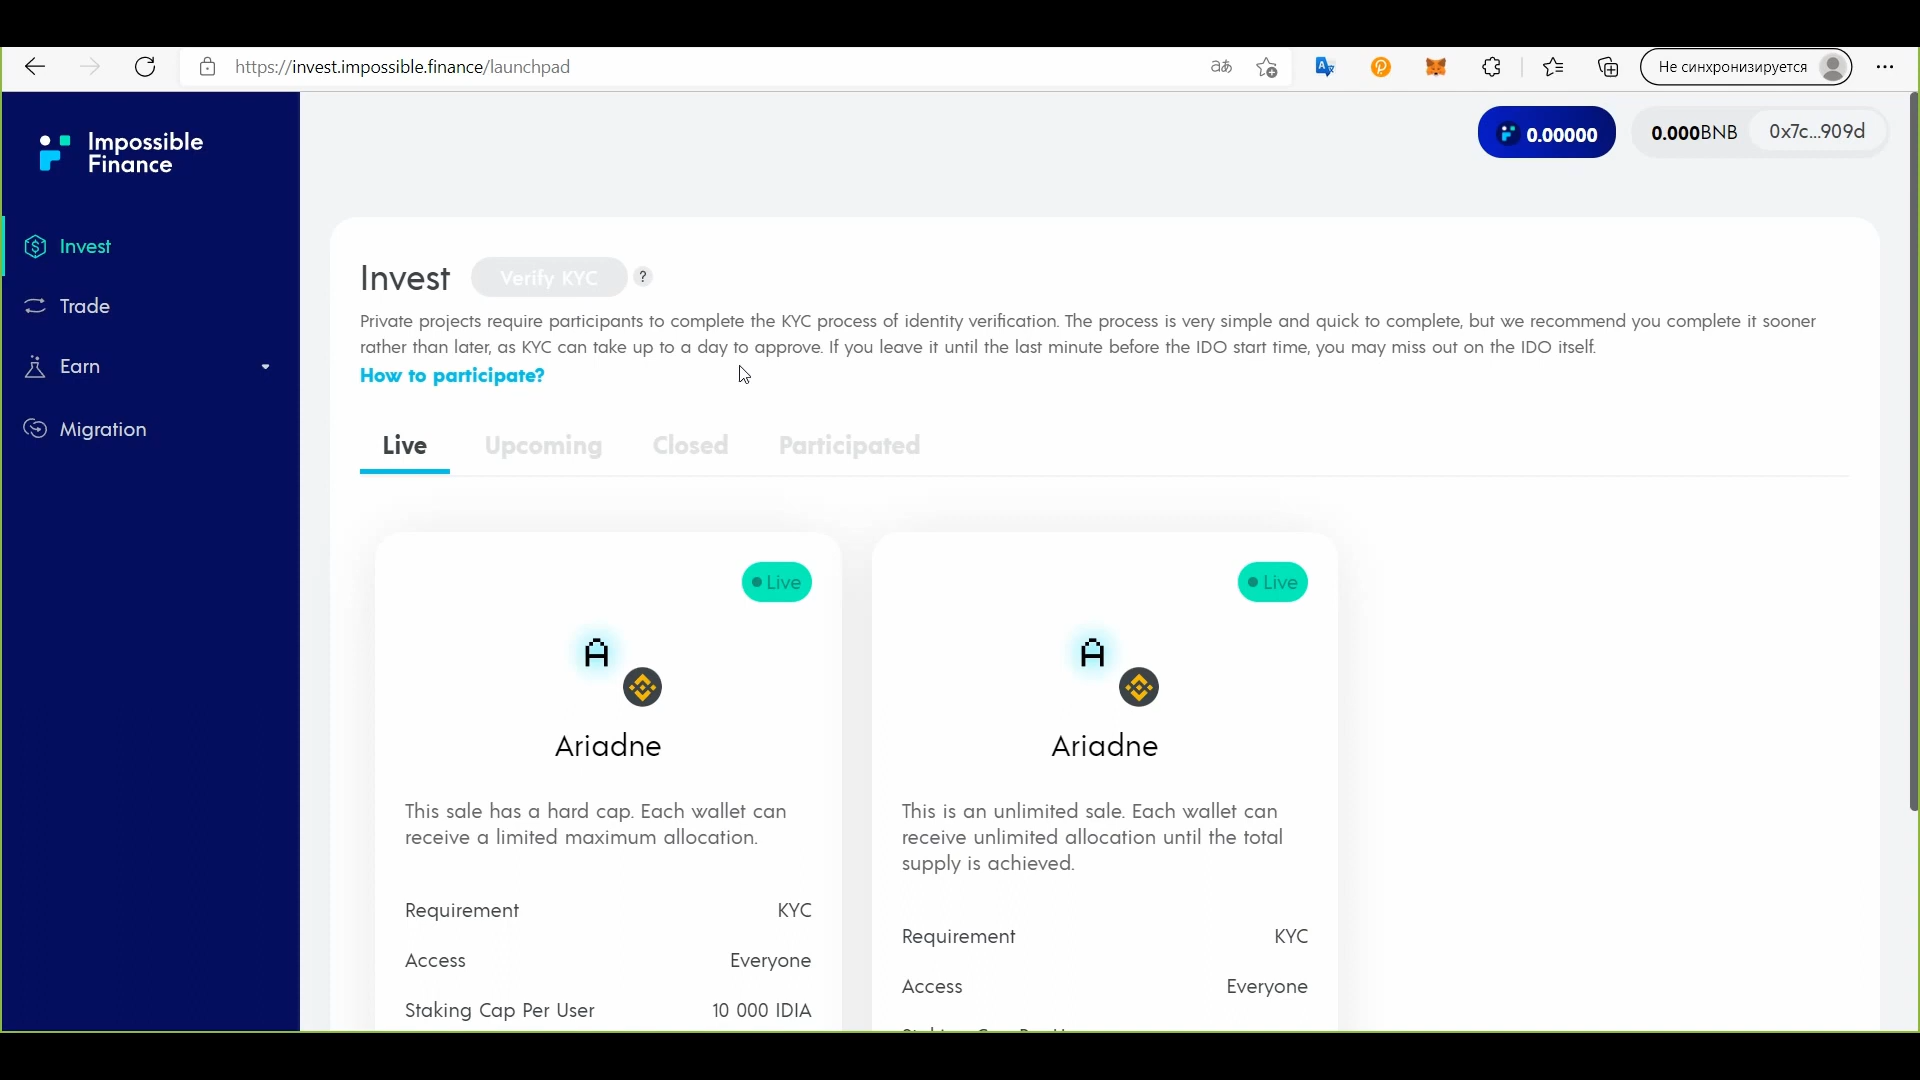 https://invest.impossible.finance/launchpad
Не синхронизируется
Impossible
Finance
0.00000
0.000BNB
0x7c...909d
Invest
Trade
Earn
Migration
Invest
Verify KYC
?
Private projects require participants to complete the KYC process of identity verification. The process is very simple and quick to complete, but we recommend you complete it sooner
rather than later, as KYC can take up to a day to approve. If you leave it until the last minute before the IDO start time, you may miss out on the IDO itself.
How to participate?
Live
Upcoming
Closed
Participated
Live
Ariadne
This sale has a hard cap. Each wallet can
receive a limited maximum allocation.
Requirement KYC
Access Everyone
Staking Cap Per User 10 000 IDIA
Live
Ariadne
This is an unlimited sale. Each wallet can
receive unlimited allocation until the total
supply is achieved.
Requirement KYC
Access Everyone